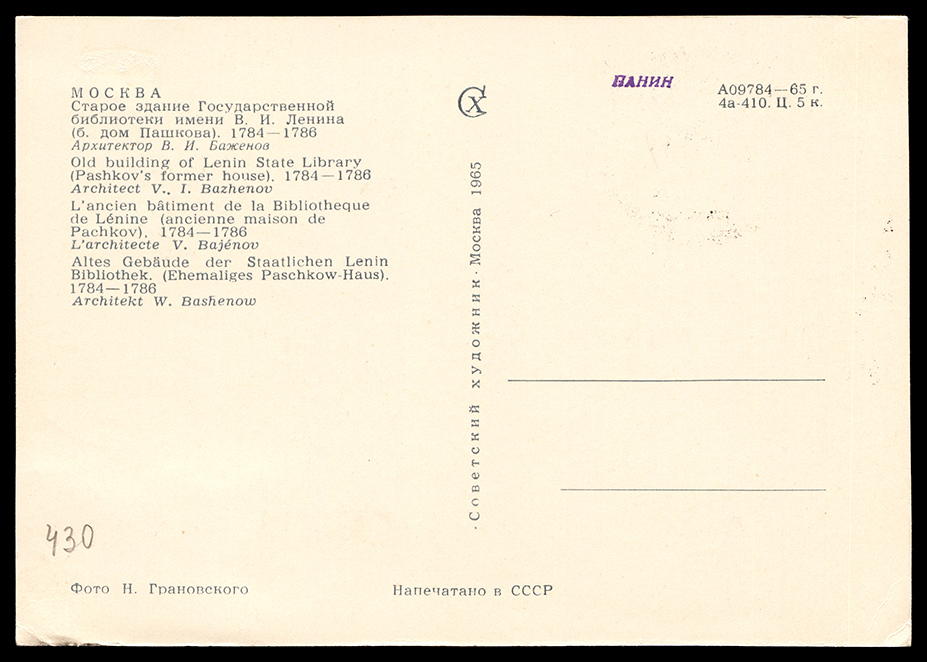 МОСКВА
Старое здание Государственной
библиотеки имени В. И. Ленина
(б. дом Пашкова). 1784—1786
Архитектор В. И. Баженов
Old building of Lenin State Library
(Pashkov's former house). 1784—1786
Architect V., I. Bazhenov
L'ancien bâtiment de la Bibliotheque
de Lénine (ancienne maison de
Pachkov), 1784—1786
L'architecte V. Bajénov
Altes Gebäude der Staatlichen Lenin
Bibliothek. (Ehemaliges Paschkow-Haus).
1784—1786
Architekt W. Bashenow
430
Фото Н. Грановского
Напечатано в СССР
·Советский художник·Москва 1965
СХ
ПАНИН
А09784—65 г.
4а-410. Ц. 5 к.